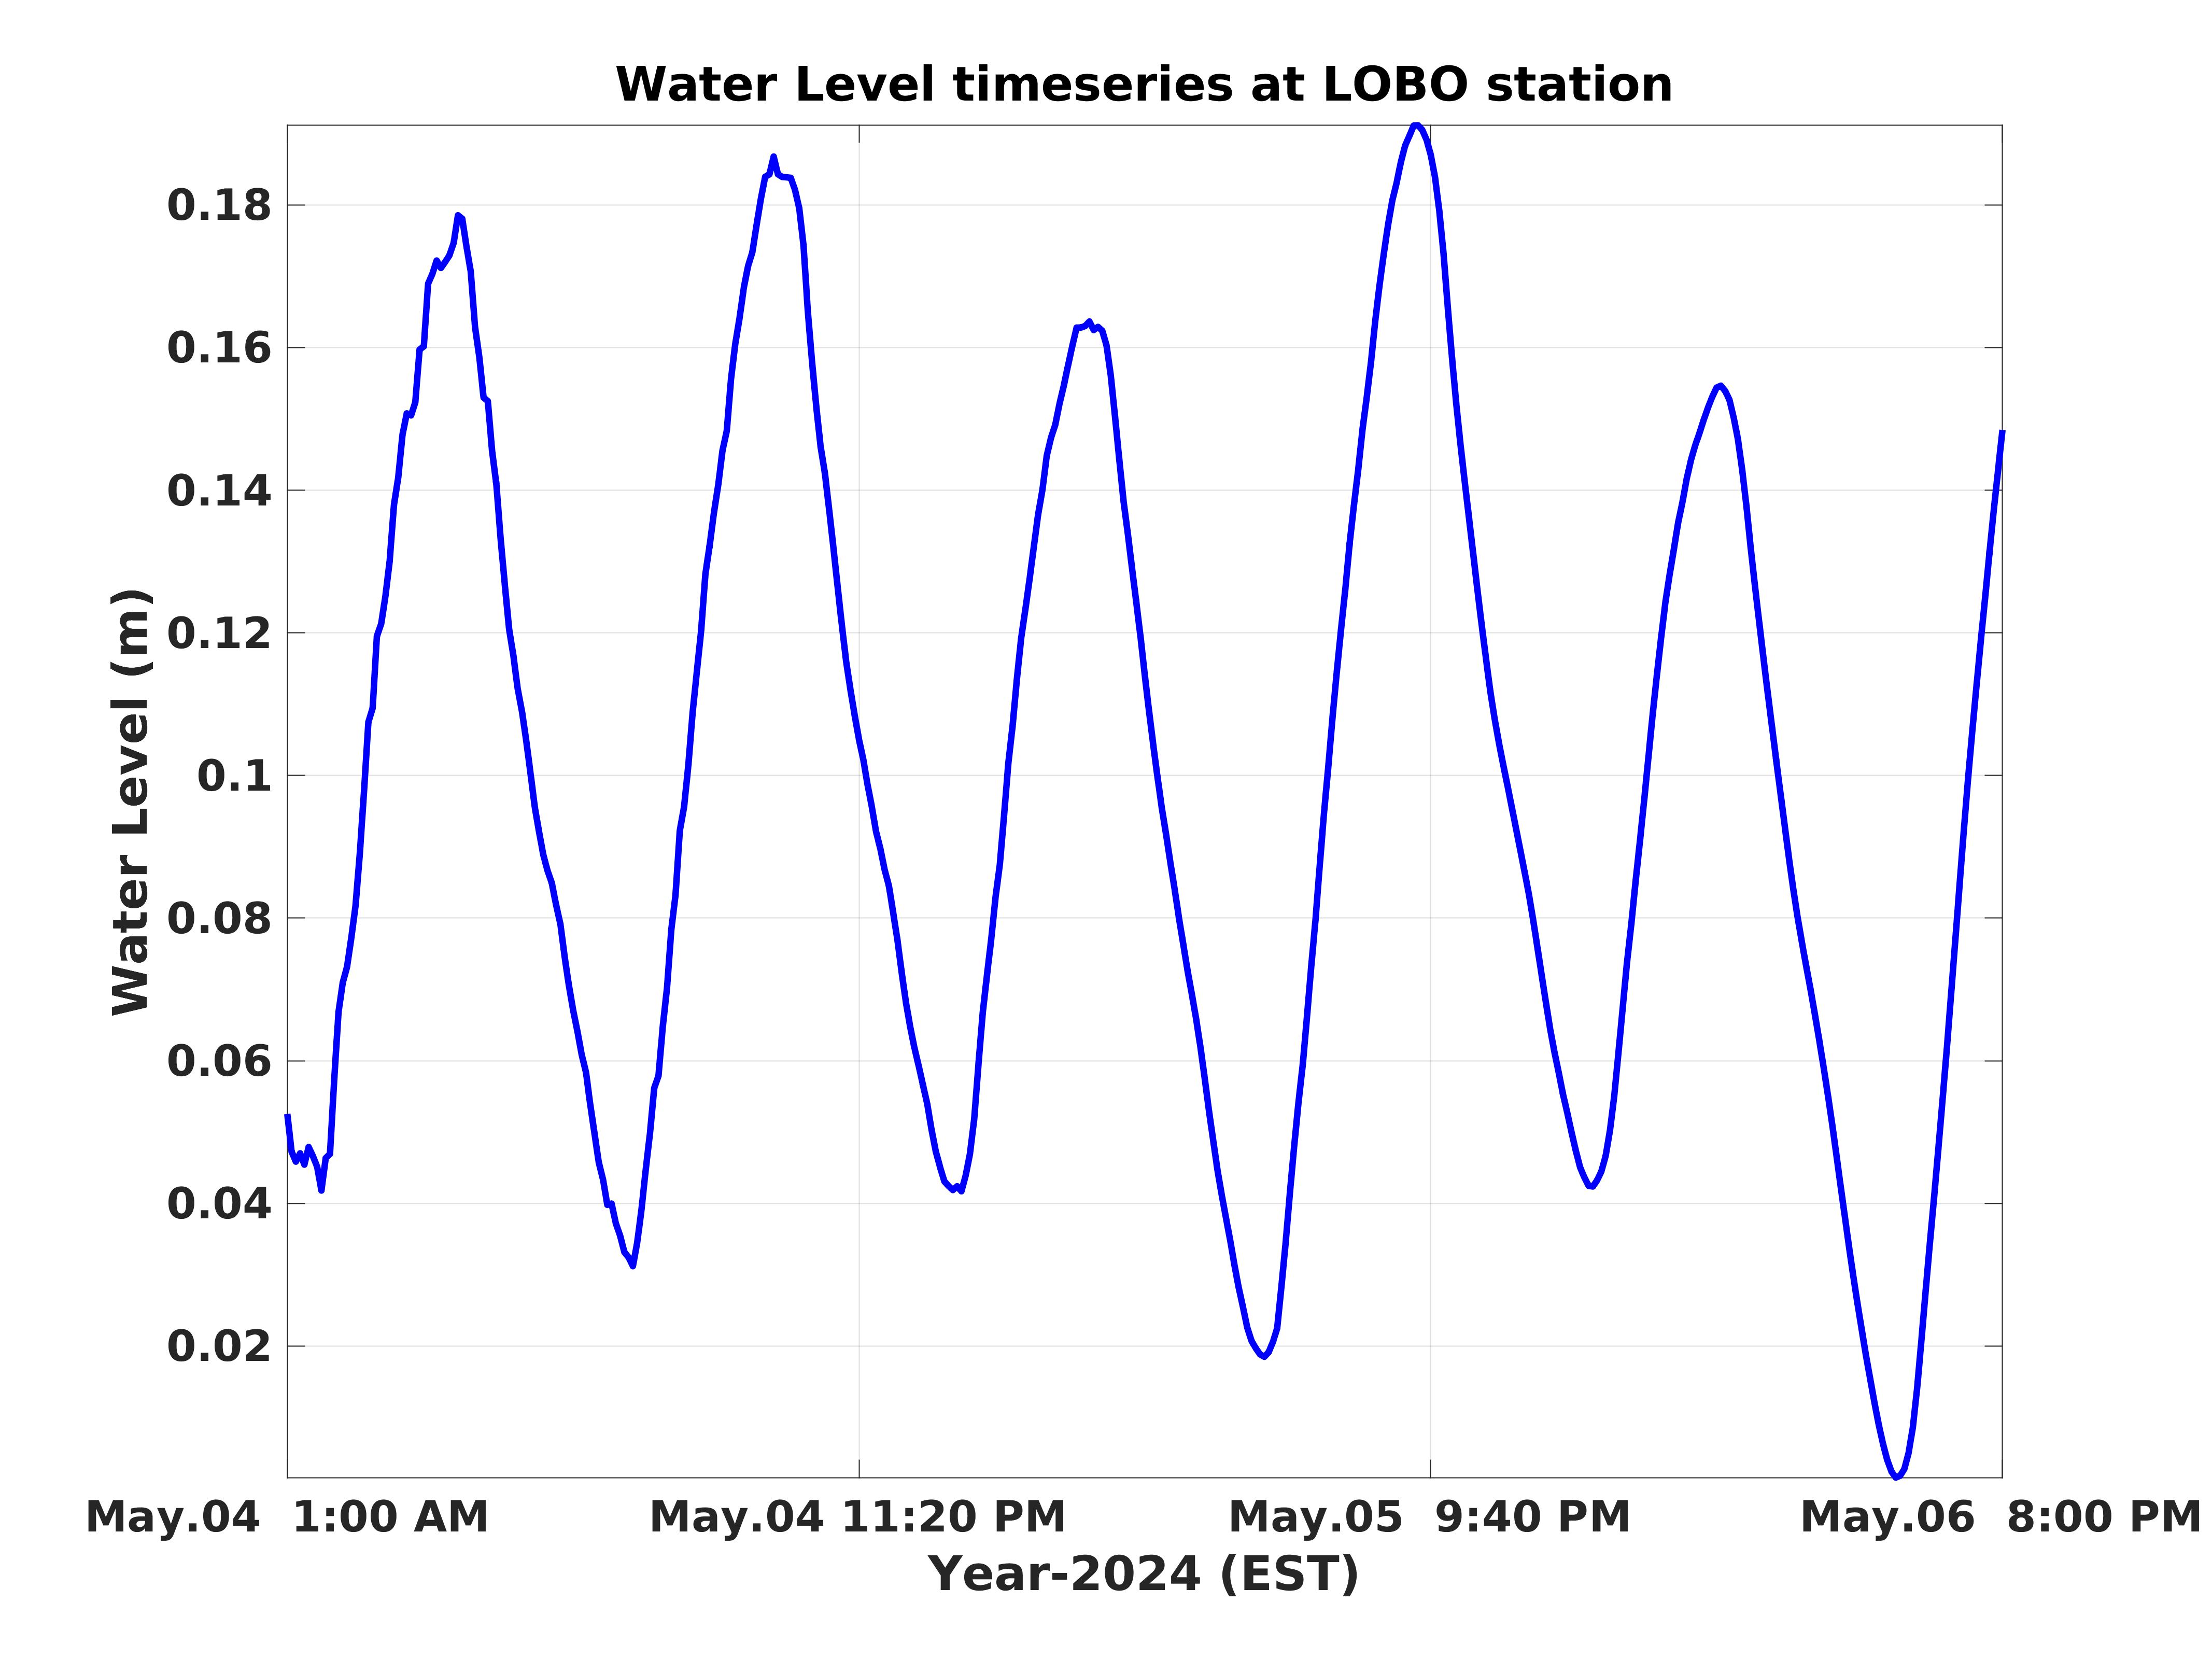 Water Level timeseries at LOBO station
Water Level (m)
0.18
0.16
0.14
0.12
0.1
0.08
0.06
0.04
0.02
May.04  1:00 AM
May.04 11:20 PM
May.05  9:40 PM
May.06  8:00 PM
Year-2024 (EST)